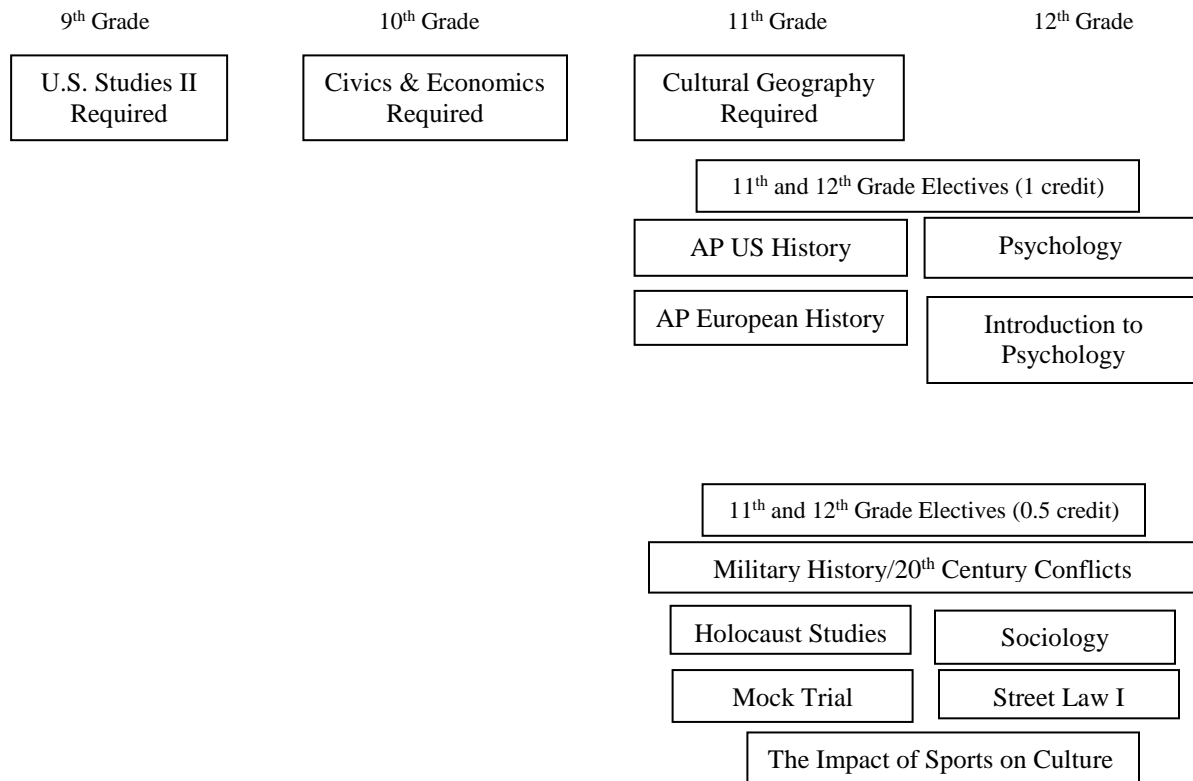 9th Grade
10th Grade
11th Grade
12th Grade
U.S. Studies II
Required
Civics & Economics
Required
Cultural Geography
Required
11th and 12th Grade Electives (1 credit)
AP US History
Psychology
AP European History
Introduction to
Psychology
11th and 12th Grade Electives (0.5 credit)
Military History/20th Century Conflicts
Holocaust Studies
Sociology
Mock Trial
Street Law I
The Impact of Sports on Culture